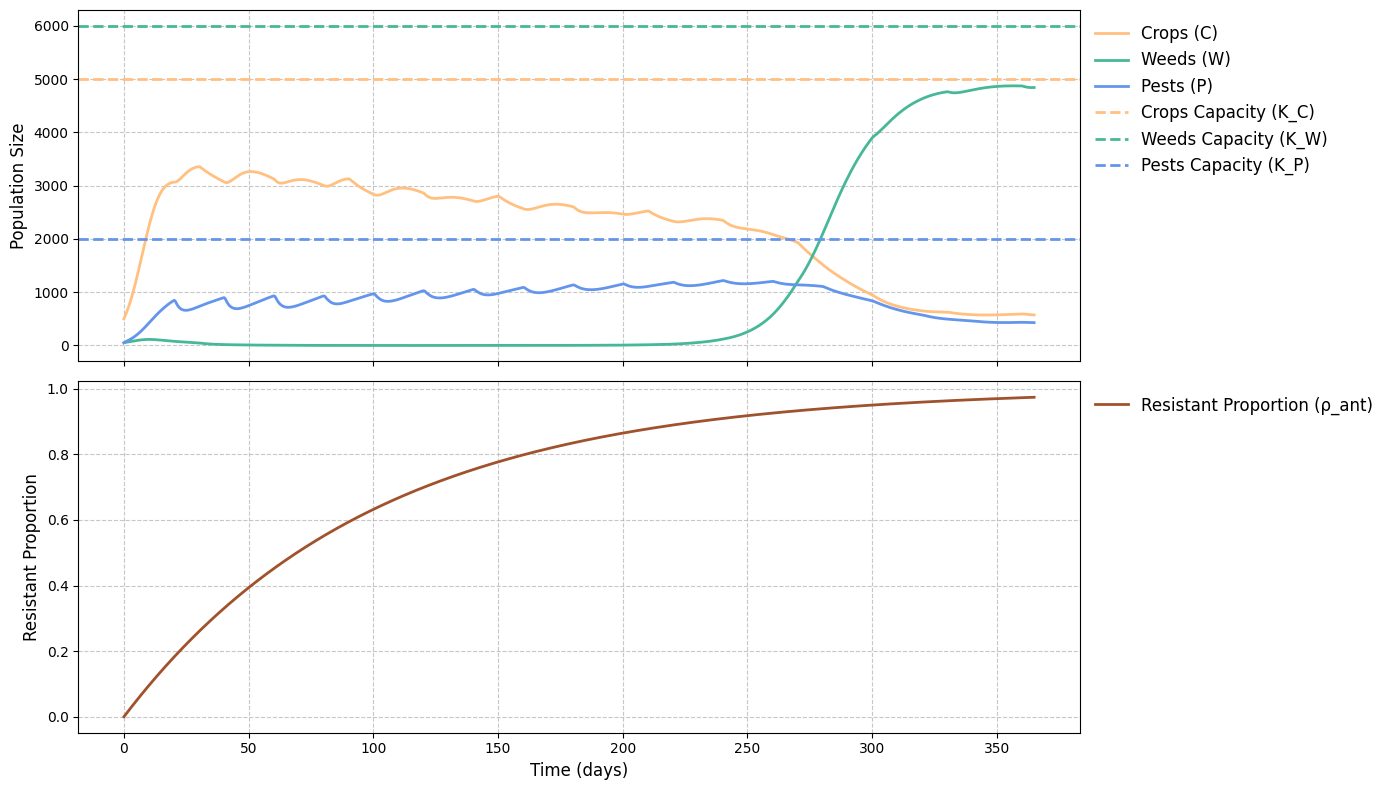 Population Size
6000
5000
4000
3000
2000
1000
0
Crops (C)
Weeds (W)
Pests (P)
Crops Capacity (K_C)
Weeds Capacity (K_W)
Pests Capacity (K_P)
Resistant Proportion
1.0
0.8
0.6
0.4
0.2
0.0
Resistant Proportion (ρ_ant)
0 50 100 150 200 250 300 350
Time (days)